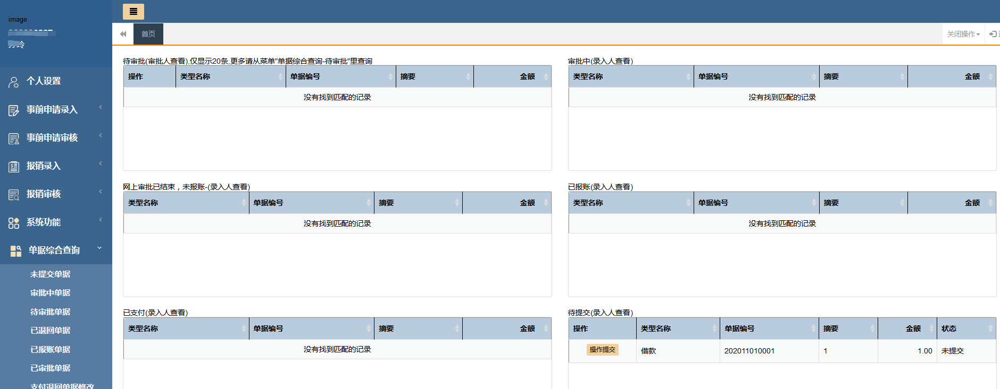 image
玲
个人设置
事前申请录入
事前申请审核
报销录入
报销审核
系统功能
单据综合查询
未提交单据
审批中单据
待审批单据
已退回单据
已报账单据
已审批单据
支付退回单据修改
首页
关闭操作
待审批(审批人查看),仅显示20条,更多请从菜单"单据综合查询-待审批"里查询
操作 类型名称 单据编号 摘要 金额
没有找到匹配的记录
审批中(录入人查看)
类型名称 单据编号 摘要 金额
没有找到匹配的记录
网上审批已结束，未报账-(录入人查看)
类型名称 单据编号 摘要 金额
没有找到匹配的记录
已报账(录入人查看)
类型名称 单据编号 摘要 金额
没有找到匹配的记录
已支付(录入人查看)
类型名称 单据编号 摘要 金额
没有找到匹配的记录
待提交(录入人查看)
操作 类型名称 单据编号 摘要 金额 状态
操作提交 借款 202011010001 1 1.00 未提交